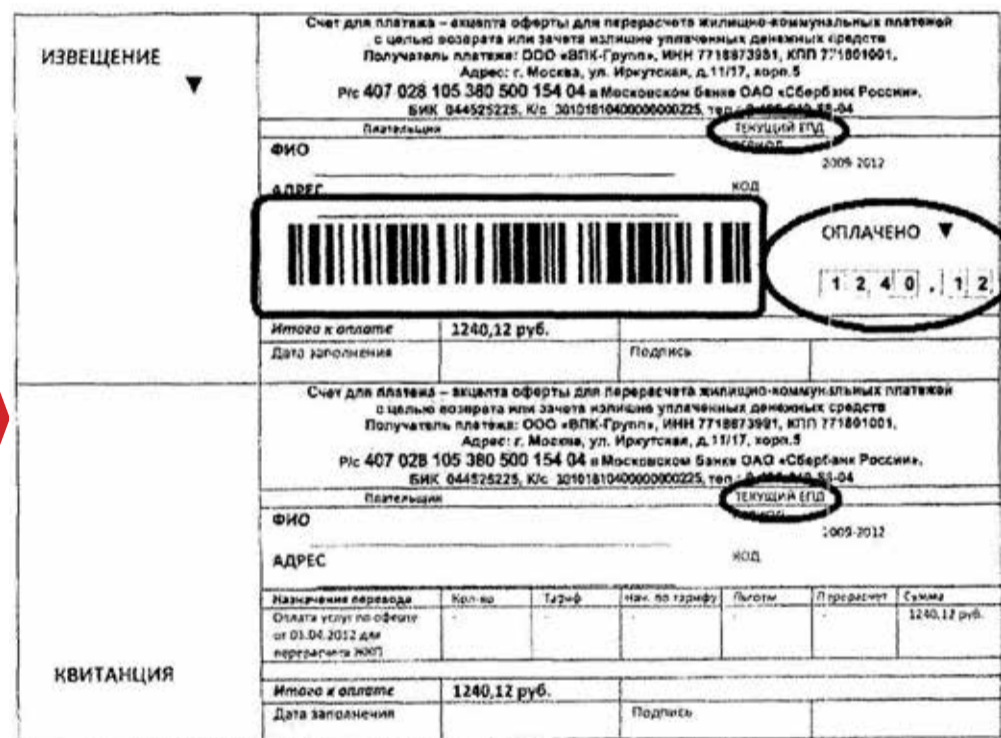 ИЗВЕЩЕНИЕ
Счет для платежа – акцепта оферты для перерасчета жилищно-коммунальных платежей
с целью возврата или зачета излишне уплаченных денежных средств
Получатель платежа: ООО «ВПК-Групп», ИНН 7718873981, КПП 771801001,
Адрес: г. Москва, ул. Иркутская, д.11/17, корп.5
Р/с 407 028 105 380 500 154 04 в Московском банке ОАО «Сбербанк России»,
БИК 044525225, К/с 30101810400000000225, тел.
Плательщик ТЕКУЩИЙ ЕПД
ФИО ПЕРИОД
2009-2012
АДРЕС КОД
ОПЛАЧЕНО
1240.12
Итого к оплате 1240,12 руб.
Дата заполнения Подпись
Счет для платежа – акцепта оферты для перерасчета жилищно-коммунальных платежей
с целью возврата или зачета излишне уплаченных денежных средств
Получатель платежа: ООО «ВПК-Групп», ИНН 7718873981, КПП 771801001,
Адрес: г. Москва, ул. Иркутская, д.11/17, корп.5
Р/с 407 028 105 380 500 154 04 в Московском банке ОАО «Сбербанк России»,
БИК 044525225, К/с 30101810400000000225, тел.
Плательщик ТЕКУЩИЙ ЕПД
ФИО
2009-2012
АДРЕС КОД
Назначение перевода Кол-во Тариф Нач. по тарифу Льготы Перерасчет Сумма
Оплата услуг по оферте - - - - - 1240,12 руб.
от 01.04.2012 для
перерасчета ЖКП
КВИТАНЦИЯ
Итого к оплате 1240,12 руб.
Дата заполнения Подпись